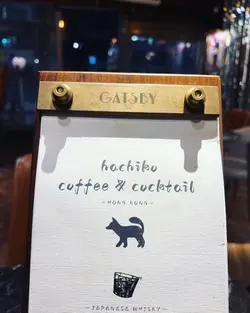 GATSBY
hachiko
coffee & cocktail
- HONG KONG -
- JAPANESE WHISKY -